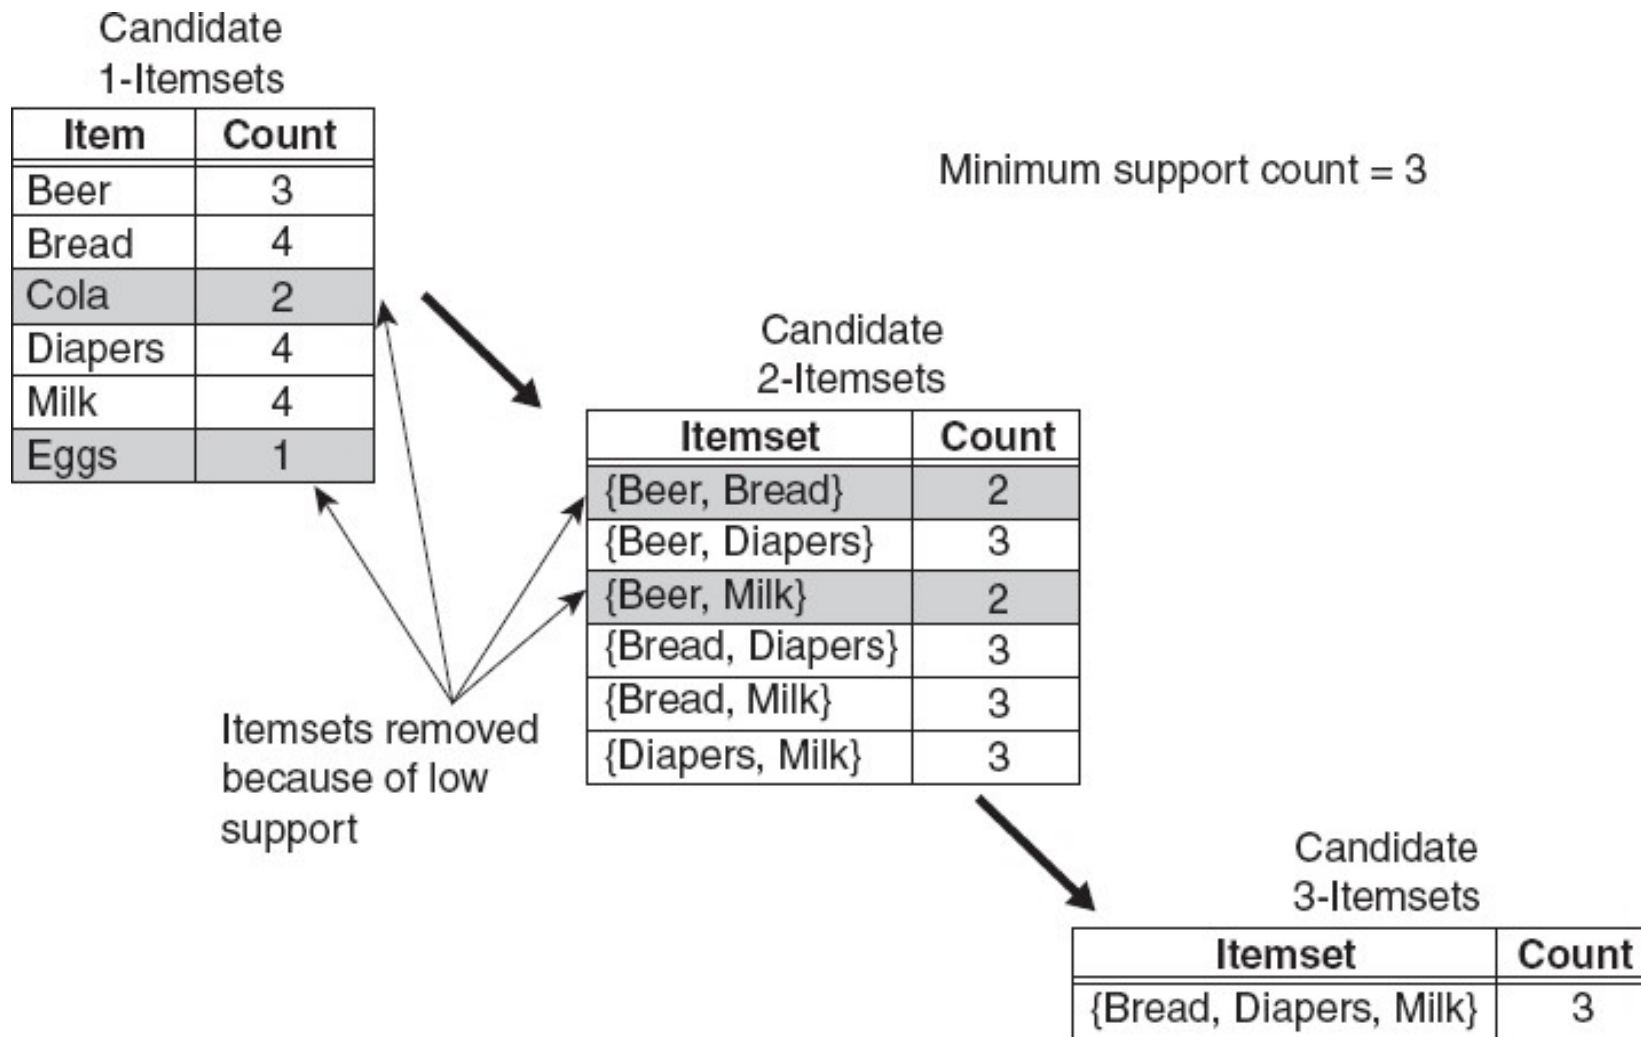 Candidate
1-Itemsets
Item Count
Beer 3
Bread 4
Cola 2
Diapers 4
Milk 4
Eggs 1
Minimum support count = 3
Candidate
2-Itemsets
Itemset Count
{Beer, Bread} 2
{Beer, Diapers} 3
{Beer, Milk} 2
{Bread, Diapers} 3
{Bread, Milk} 3
{Diapers, Milk} 3
Itemsets removed
because of low
support
Candidate
3-Itemsets
Itemset Count
{Bread, Diapers, Milk} 3